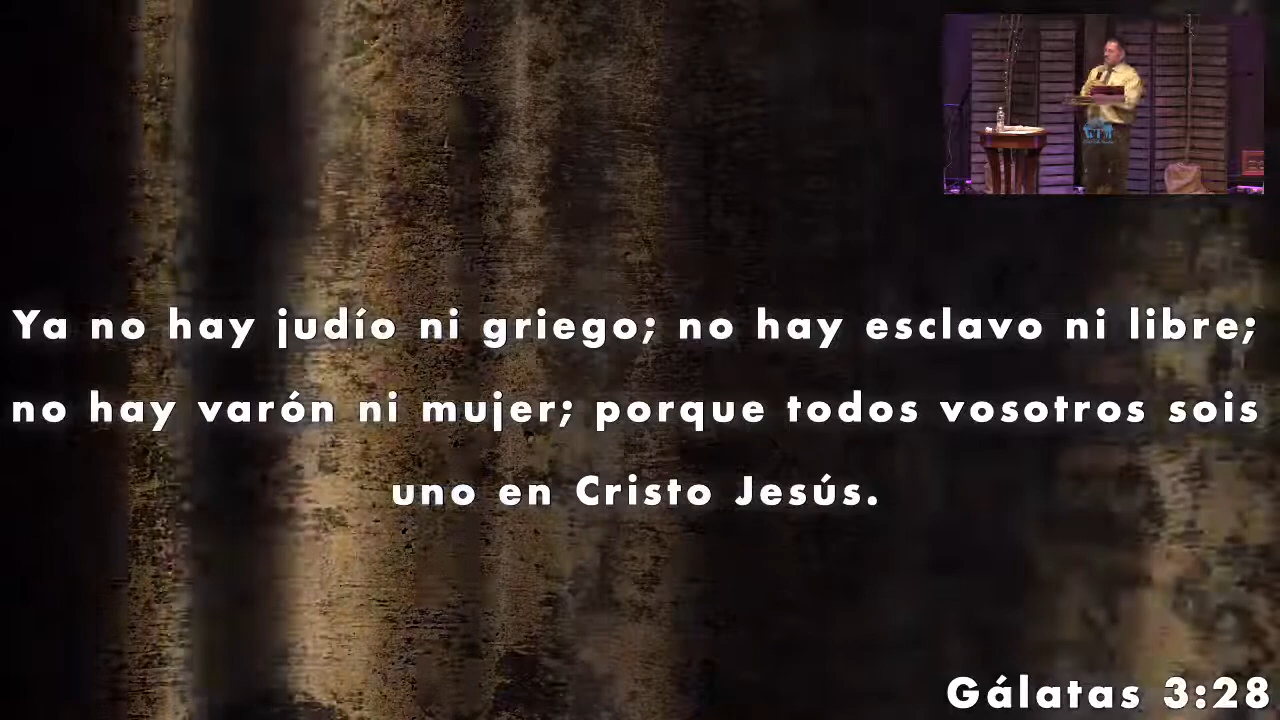 Ya no hay judío ni griego; no hay esclavo ni libre;
no hay varón ni mujer; porque todos vosotros sois
uno en Cristo Jesús.
Gálatas 3:28